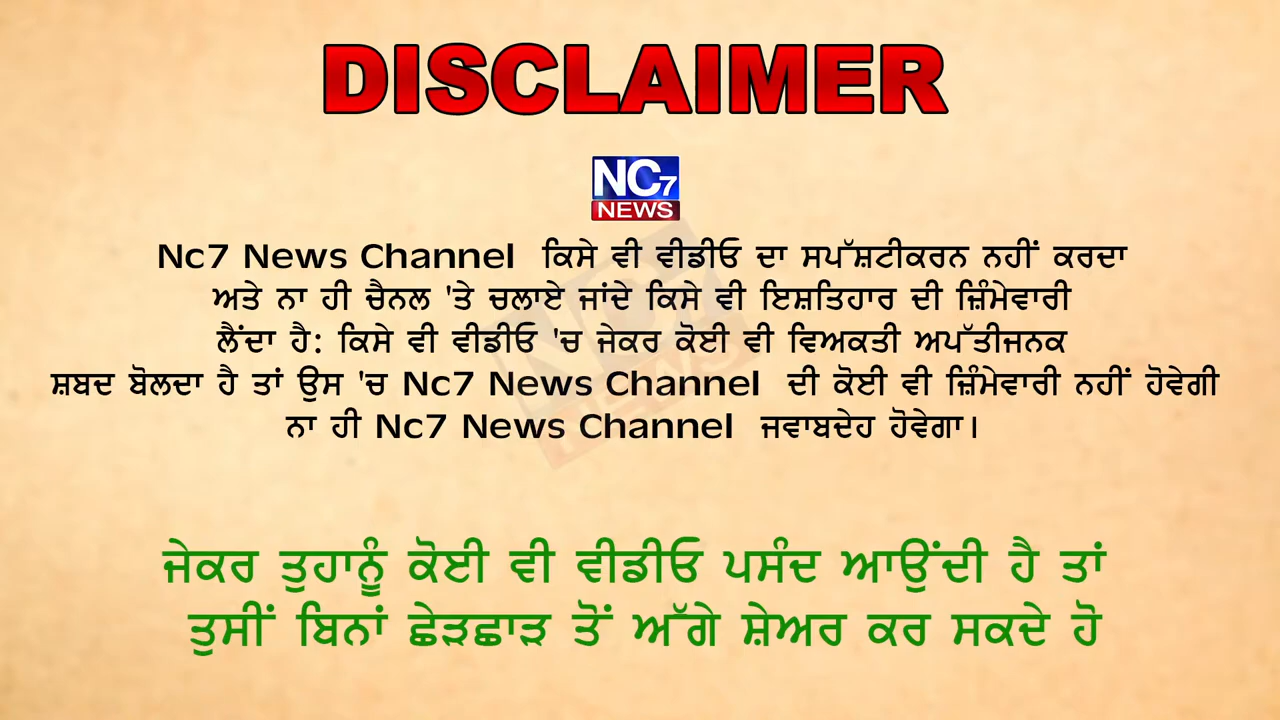 DISCLAIMER
NC7
NEWS
Nc7 News Channel ਕਿਸੇ ਵੀ ਵੀਡੀਓ ਦਾ ਸਪੱਸ਼ਟੀਕਰਨ ਨਹੀਂ ਕਰਦਾ
ਅਤੇ ਨਾ ਹੀ ਚੈਨਲ 'ਤੇ ਚਲਾਏ ਜਾਂਦੇ ਕਿਸੇ ਵੀ ਇਸ਼ਤਿਹਾਰ ਦੀ ਜ਼ਿੰਮੇਵਾਰੀ
ਲੈਂਦਾ ਹੈ: ਕਿਸੇ ਵੀ ਵੀਡੀਓ 'ਚ ਜੇਕਰ ਕੋਈ ਵੀ ਵਿਅਕਤੀ ਅਪੱਤੀਜਨਕ
ਸ਼ਬਦ ਬੋਲਦਾ ਹੈ ਤਾਂ ਉਸ 'ਚ Nc7 News Channel ਦੀ ਕੋਈ ਵੀ ਜ਼ਿੰਮੇਵਾਰੀ ਨਹੀਂ ਹੋਵੇਗੀ
ਨਾ ਹੀ Nc7 News Channel ਜਵਾਬਦੇਹ ਹੋਵੇਗਾ।
ਜੇਕਰ ਤੁਹਾਨੂੰ ਕੋਈ ਵੀ ਵੀਡੀਓ ਪਸੰਦ ਆਉਂਦੀ ਹੈ ਤਾਂ
ਤੁਸੀਂ ਬਿਨਾਂ ਛੇੜਛਾੜ ਤੋਂ ਅੱਗੇ ਸ਼ੇਅਰ ਕਰ ਸਕਦੇ ਹੋ